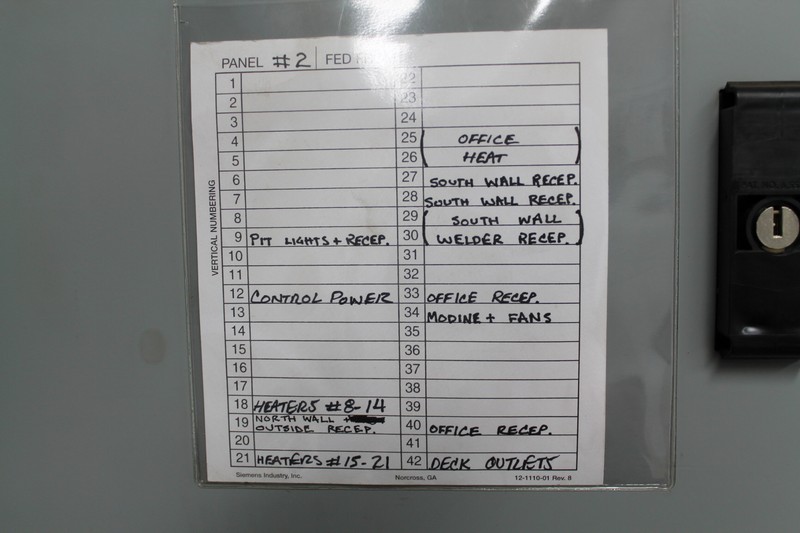 PANEL #2 FED
VERTICAL NUMBERING
1
2
3
4
5
6
7
8
9 PIT LIGHTS + RECEP.
10
11
12 CONTROL POWER
13
14
15
16
17
18 HEATERS #8-14
19 NORTH WALL +
OUTSIDE RECEP.
20
21 HEATERS #15-21
22
23
24
25 OFFICE
26 HEAT
27 SOUTH WALL RECEP.
28 SOUTH WALL RECEP.
29 SOUTH WALL
30 WELDER RECEP.
31
32
33 OFFICE RECEP.
34 MODINE + FANS
35
36
37
38
39
40 OFFICE RECEP.
41
42 DECK OUTLETS
Siemens Industry, Inc. Norcross, GA 12-1110-01 Rev. 8